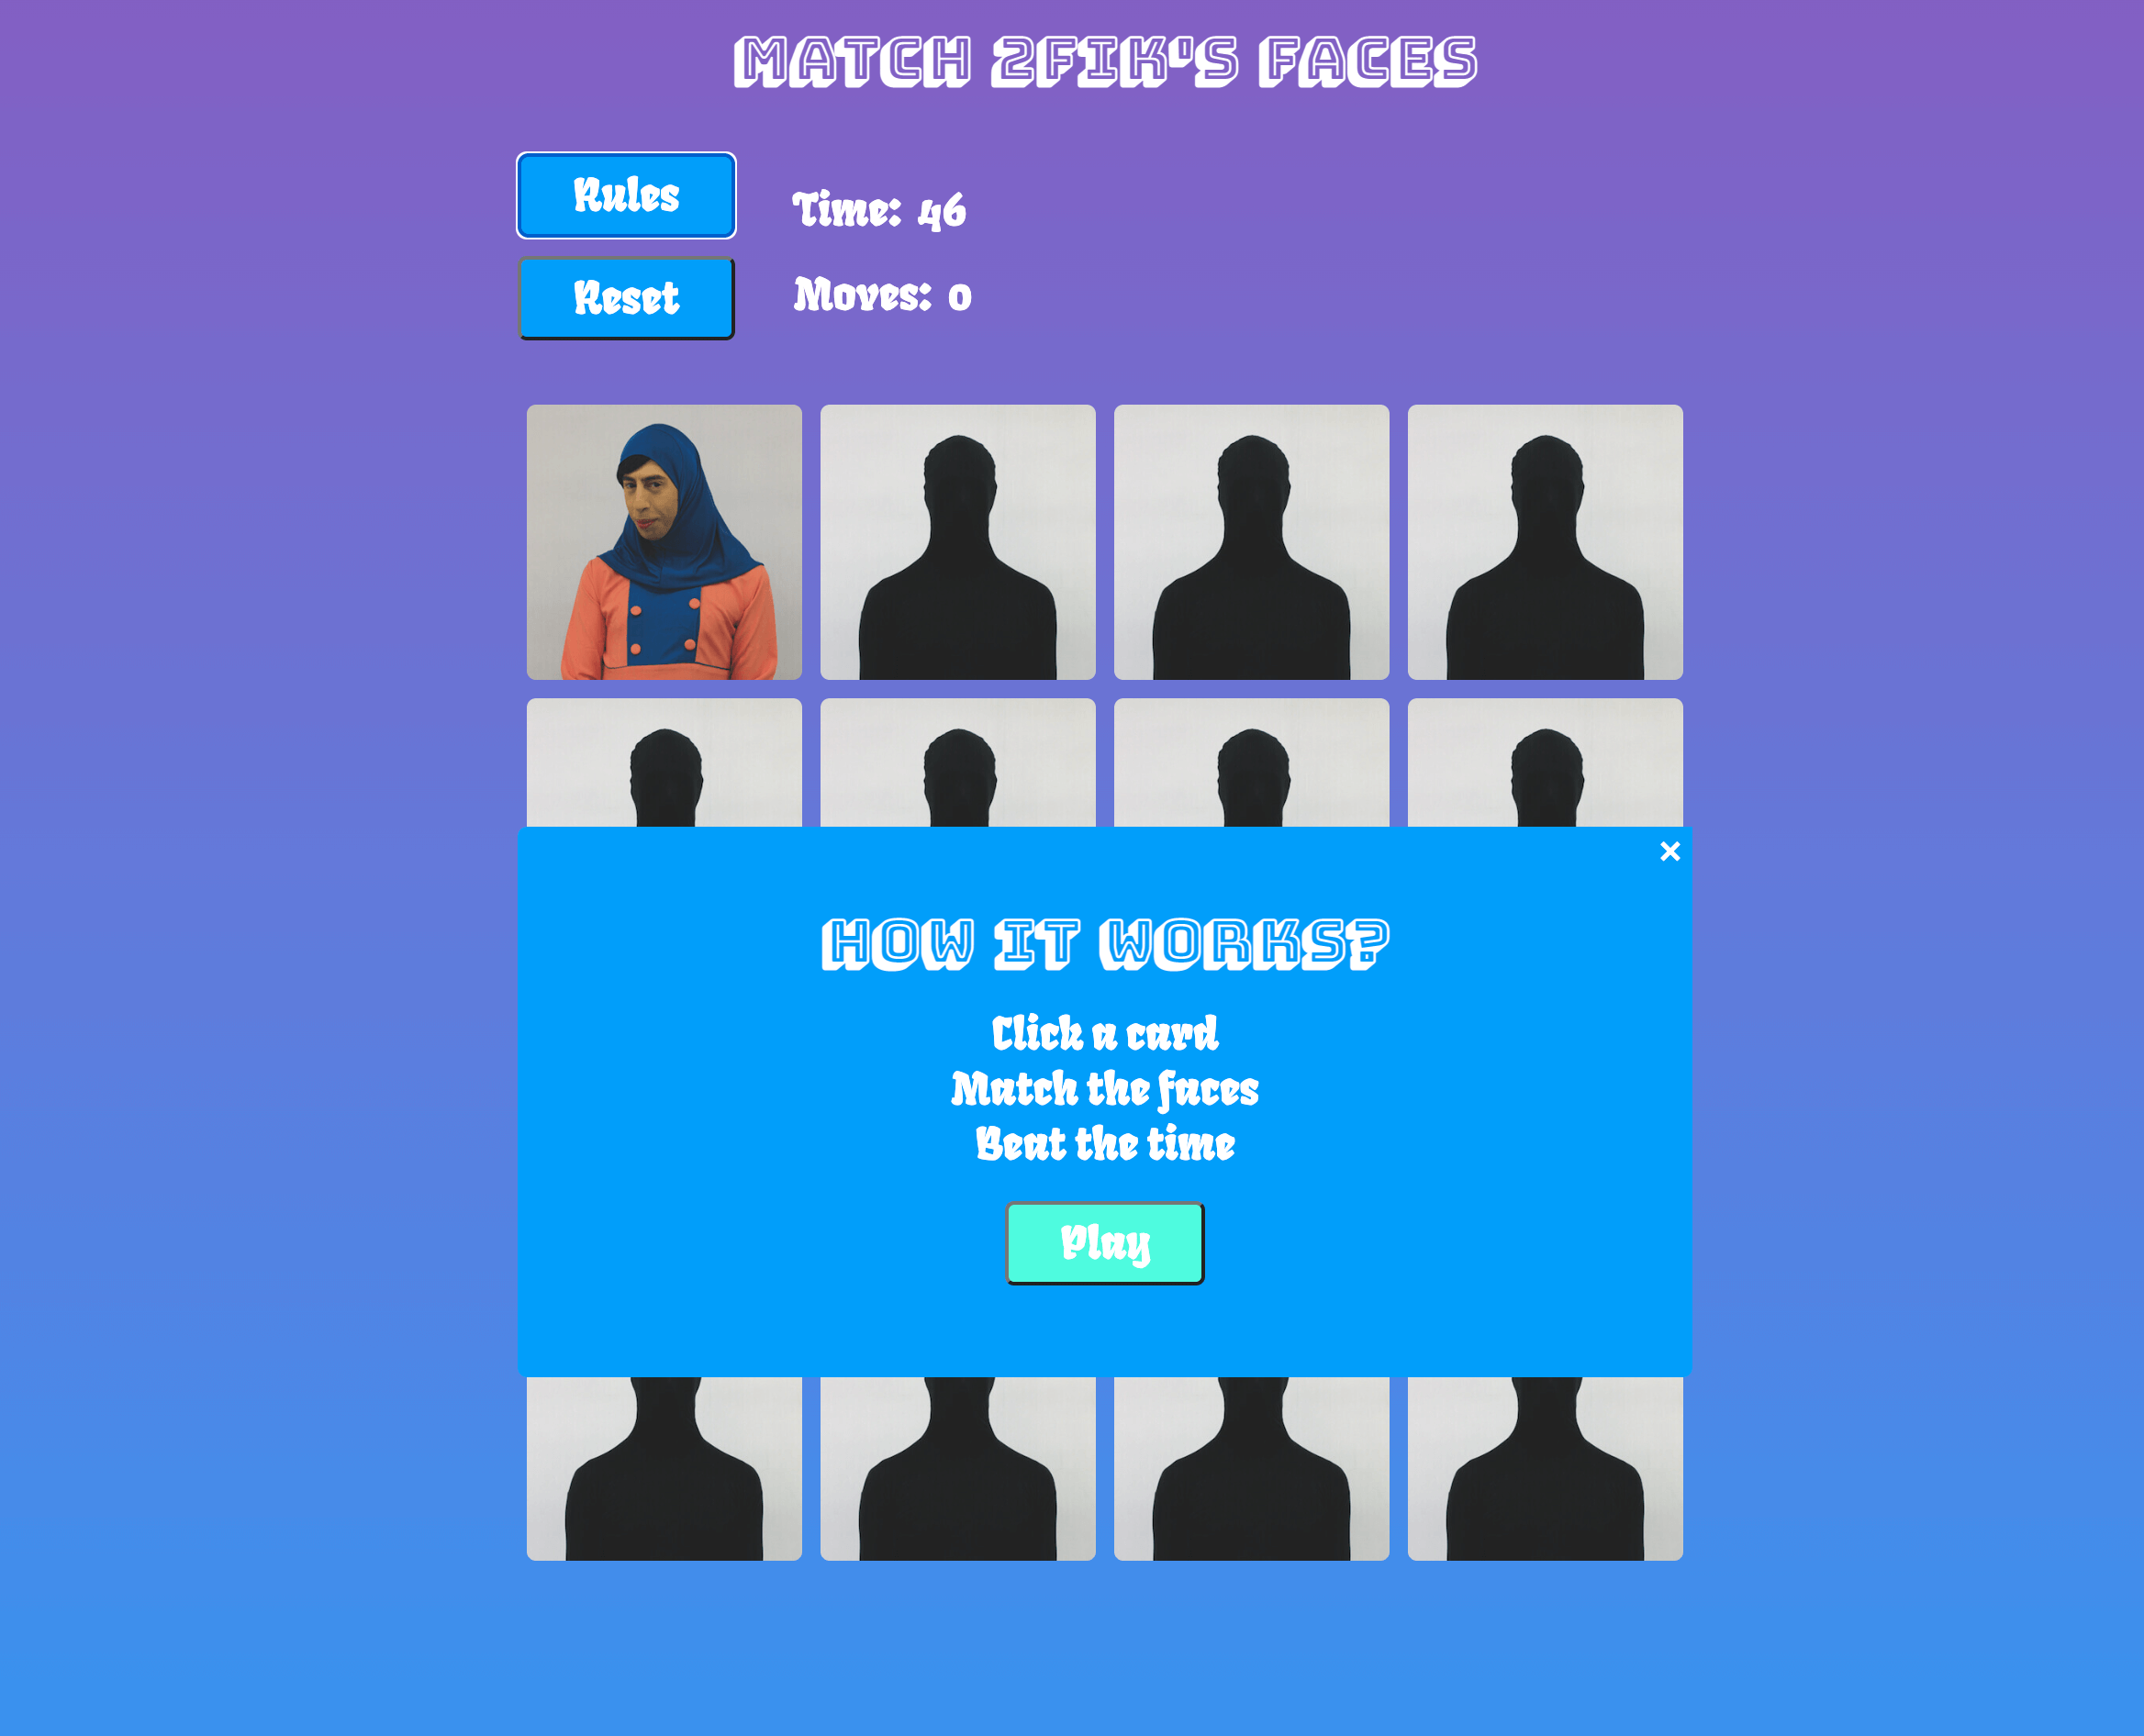 MATCH 2FIK'S FACES
Rules
Time: 46
Reset
Moves: 0
×
HOW IT WORKS?
Click a card
Match the faces
Beat the time
Play